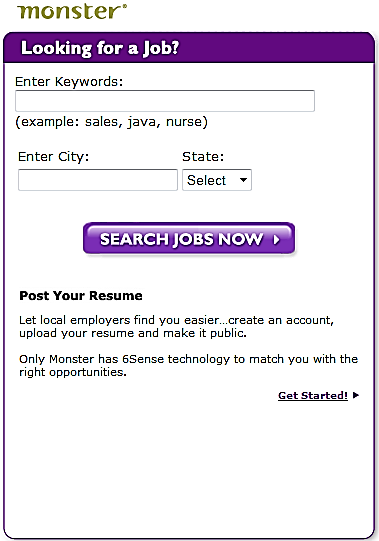 monster®
Looking for a Job?
Enter Keywords:
(example: sales, java, nurse)
Enter City: State:
Select
SEARCH JOBS NOW
Post Your Resume
Let local employers find you easier...create an account,
upload your resume and make it public.
Only Monster has 6Sense technology to match you with the
right opportunities.
Get Started!